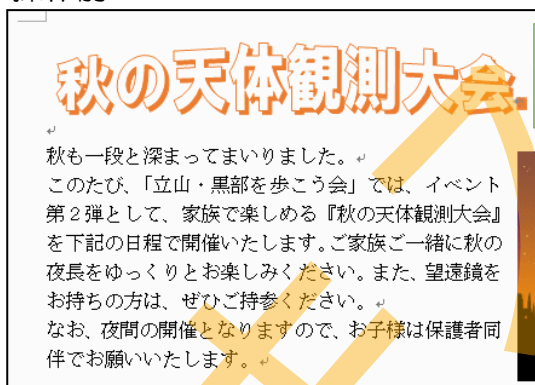 秋の天体観測大会
秋も一段と深まってまいりました。
このたび、「立山・黒部を歩こう会」では、イベント
第２弾として、家族で楽しめる『秋の天体観測大会』
を下記の日程で開催いたします。ご家族ご一緒に秋の
夜長をゆっくりとお楽しみください。また、望遠鏡を
お持ちの方は、ぜひご持参ください。
なお、夜間の開催となりますので、お子様は保護者同
伴でお願いいたします。